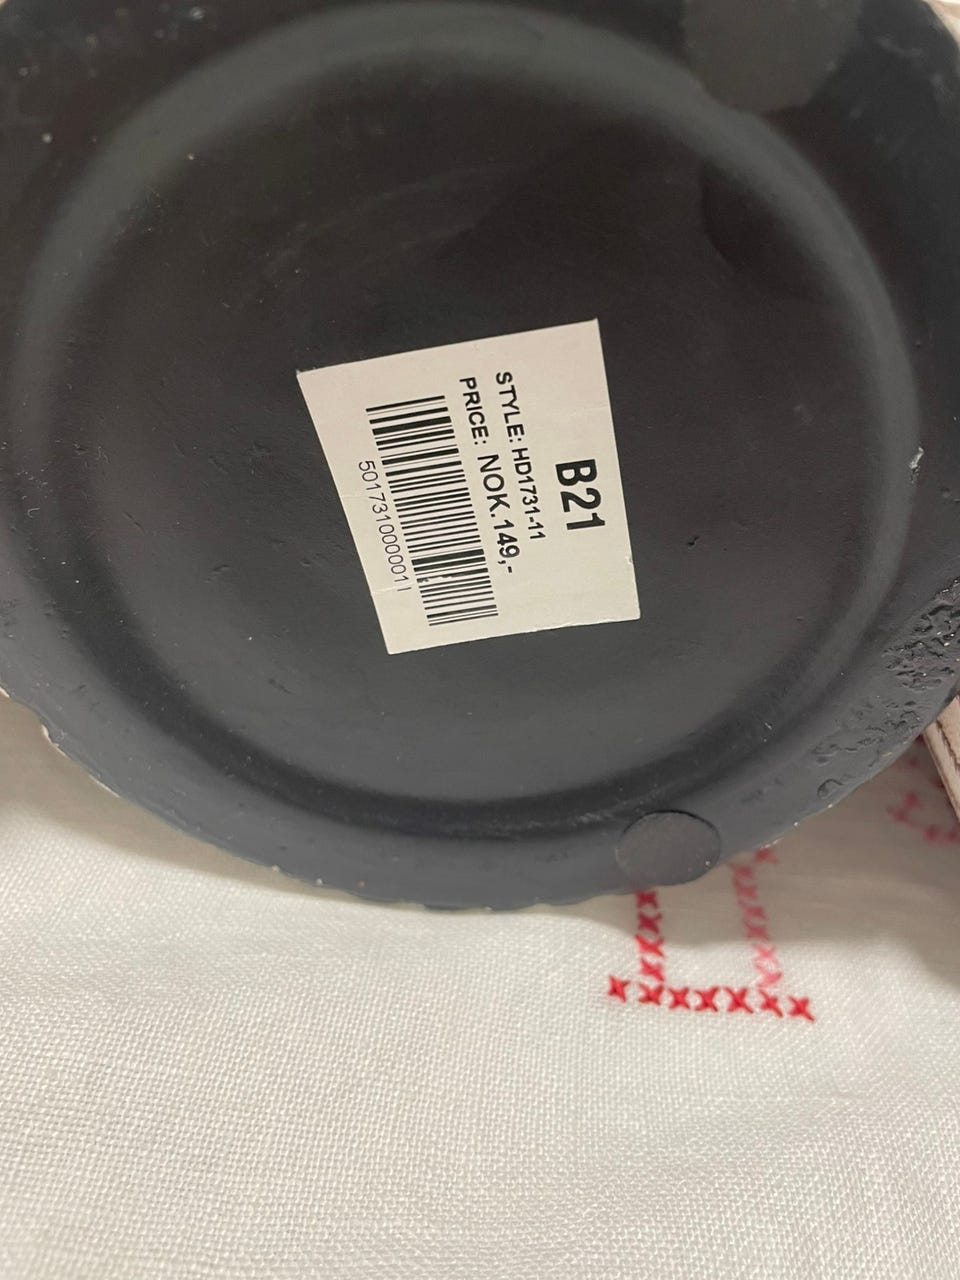 B21
STYLE: HD1731-11
PRICE: NOK.149,-
5017310000011